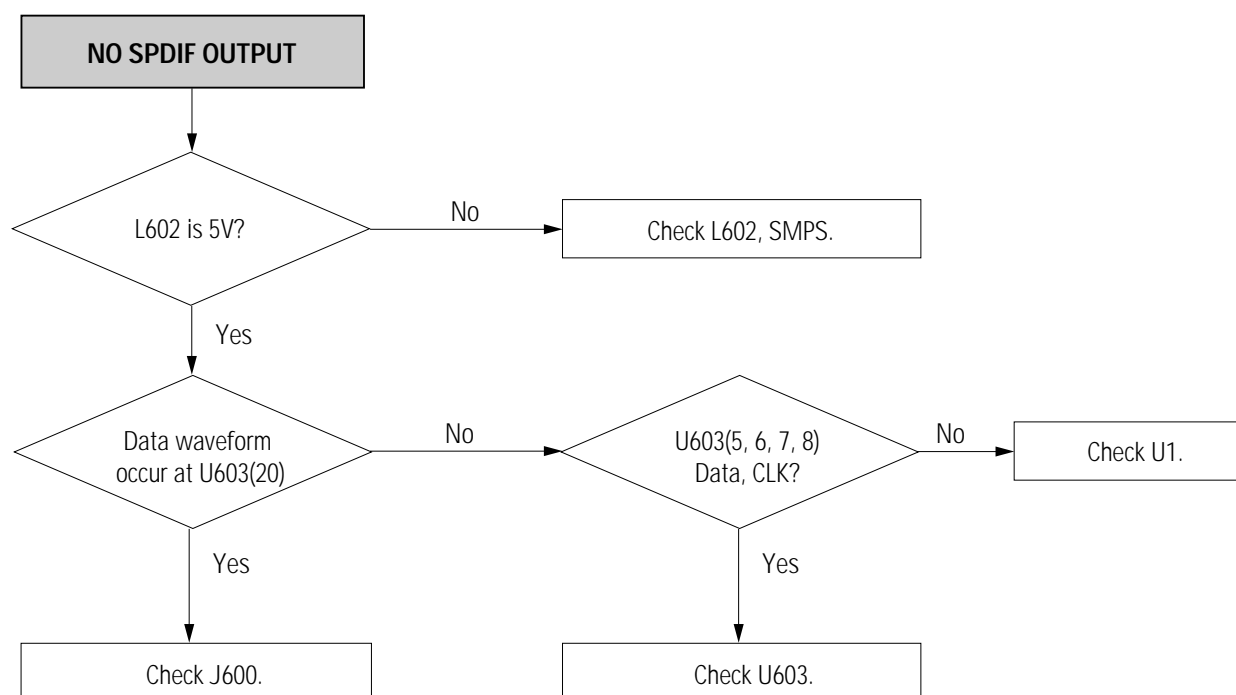 NO SPDIF OUTPUT
L602 is 5V?
No
Check L602, SMPS.
Yes
Data waveform
occur at U603(20)
No
U603(5, 6, 7, 8)
Data, CLK?
No
Check U1.
Yes
Yes
Check J600.
Check U603.